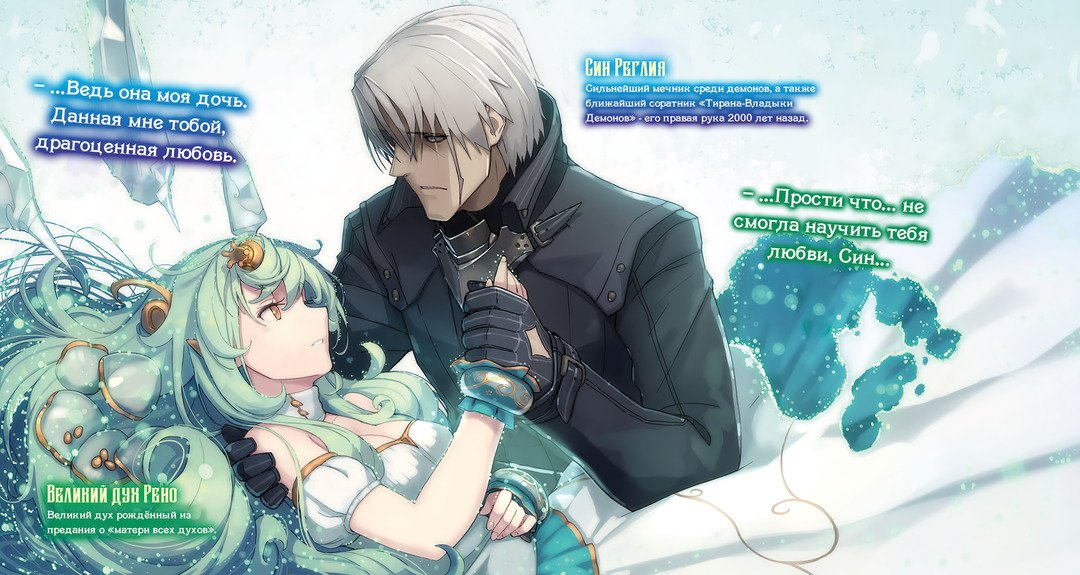 – ...Ведь она моя дочь.
Данная мне тобой,
драгоценная любовь.
Син Реглия
Сильнейший мечник среди демонов, а также
ближайший соратник «Тирана-Владыки
Демонов» - его правая рука 2000 лет назад.
– ...Прости что... не
смогла научить тебя
любви, Син...
Великий дух Рено
Великий дух рождённый из
предания о «матери всех духов».